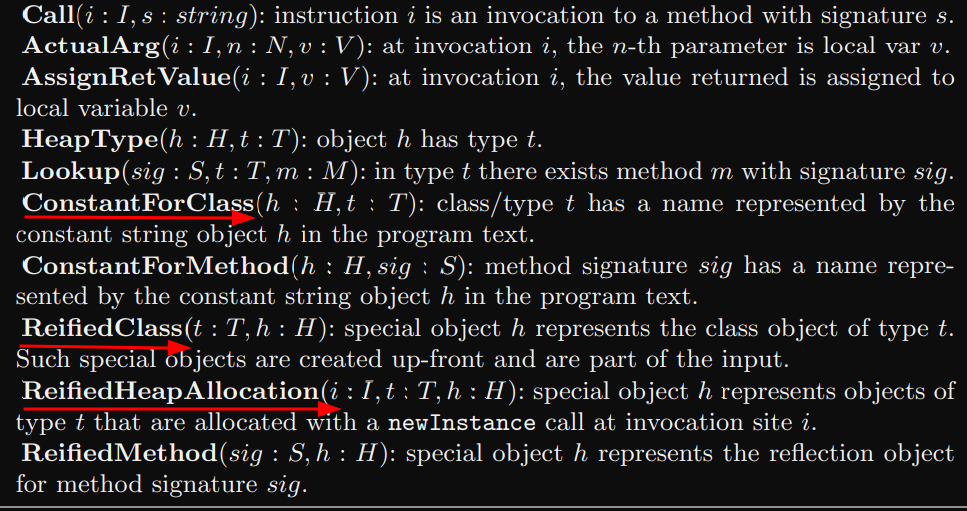 Call(i : I, s : string): instruction i is an invocation to a method with signature s.
ActualArg(i : I, n : N, v : V): at invocation i, the n-th parameter is local var v.
AssignRetValue(i : I, v : V): at invocation i, the value returned is assigned to
local variable v.
HeapType(h : H, t : T): object h has type t.
Lookup(sig : S, t : T, m : M): in type t there exists method m with signature sig.
ConstantForClass(h : H, t : T): class/type t has a name represented by the
constant string object h in the program text.
ConstantForMethod(h : H, sig : S): method signature sig has a name repre-
sented by the constant string object h in the program text.
ReifiedClass(t : T, h : H): special object h represents the class object of type t.
Such special objects are created up-front and are part of the input.
ReifiedHeapAllocation(i : I, t : T, h : H): special object h represents objects of
type t that are allocated with a newInstance call at invocation site i.
ReifiedMethod(sig : S, h : H): special object h represents the reflection object
for method signature sig.